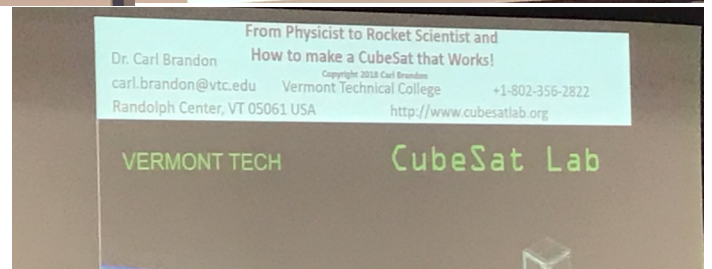 From Physicist to Rocket Scientist and
Dr. Carl Brandon How to make a CubeSat that Works!
Copyright 2018 Carl Brandon
carl.brandon@vtc.edu Vermont Technical College +1-802-356-2822
Randolph Center, VT 05061 USA http://www.cubesatlab.org
VERMONT TECH CubeSat Lab